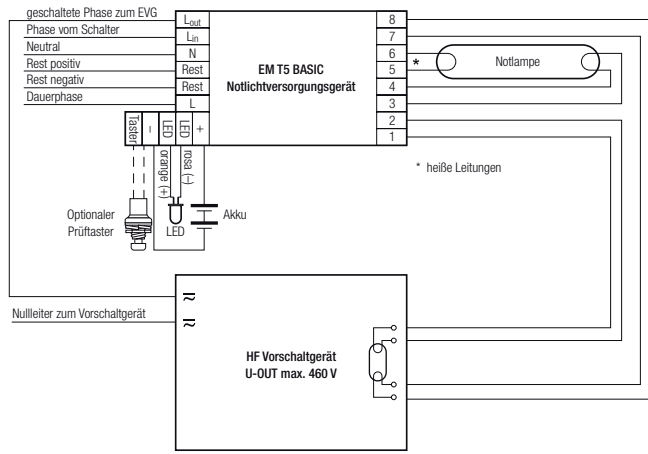 geschaltete Phase zum EVG
Phase vom Schalter
Neutral
Rest positiv
Rest negativ
Dauerphase
Lout
Lin
N
Rest
Rest
L
EM T5 BASIC
Notlichtversorgungsgerät
8
7
6
5
4
3
2
1
*
Notlampe
* heiße Leitungen
Taster
–
LED
LED
+
orange (+)
rosa (–)
Optionaler
Prüftaster
LED
Akku
Nullleiter zum Vorschaltgerät
HF Vorschaltgerät
U-OUT max. 460 V